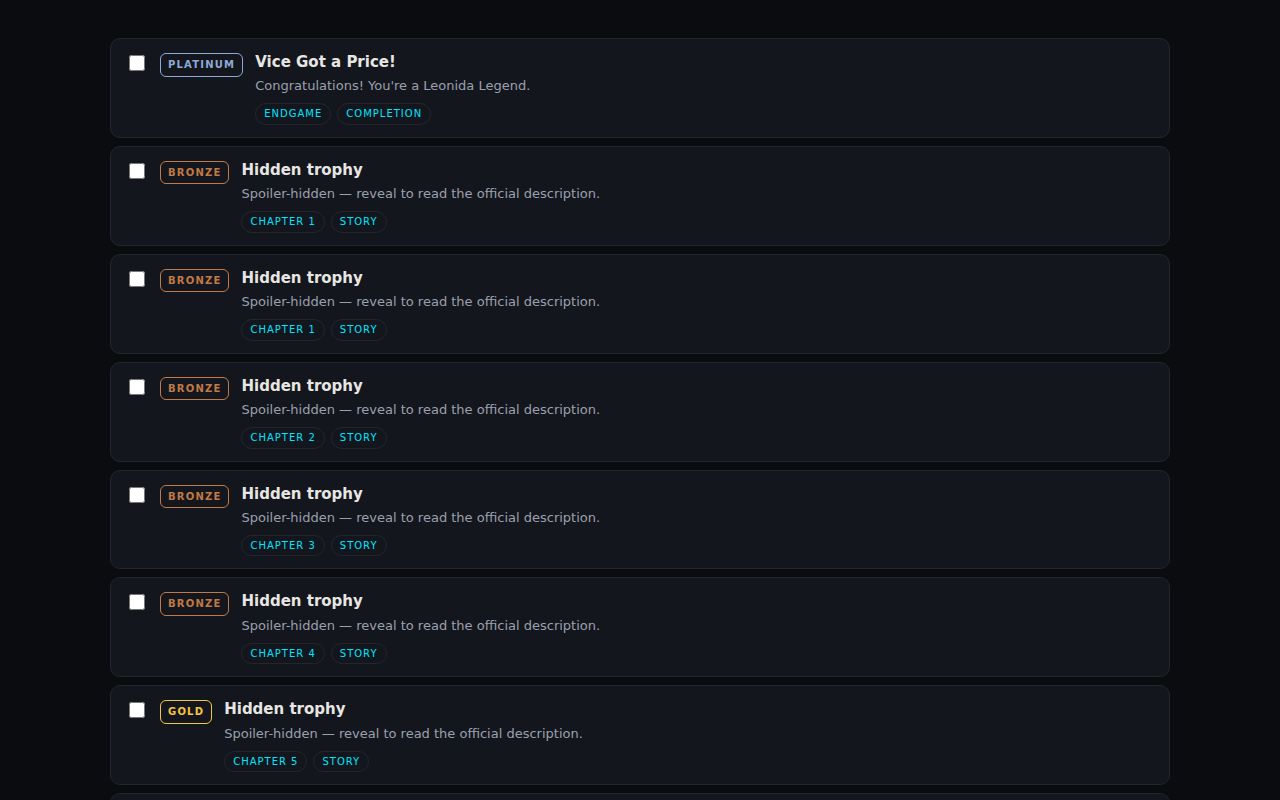 PLATINUM Vice Got a Price!
Congratulations! You're a Leonida Legend.
ENDGAME COMPLETION
BRONZE Hidden trophy
Spoiler-hidden — reveal to read the official description.
CHAPTER 1 STORY
BRONZE Hidden trophy
Spoiler-hidden — reveal to read the official description.
CHAPTER 1 STORY
BRONZE Hidden trophy
Spoiler-hidden — reveal to read the official description.
CHAPTER 2 STORY
BRONZE Hidden trophy
Spoiler-hidden — reveal to read the official description.
CHAPTER 3 STORY
BRONZE Hidden trophy
Spoiler-hidden — reveal to read the official description.
CHAPTER 4 STORY
GOLD Hidden trophy
Spoiler-hidden — reveal to read the official description.
CHAPTER 5 STORY